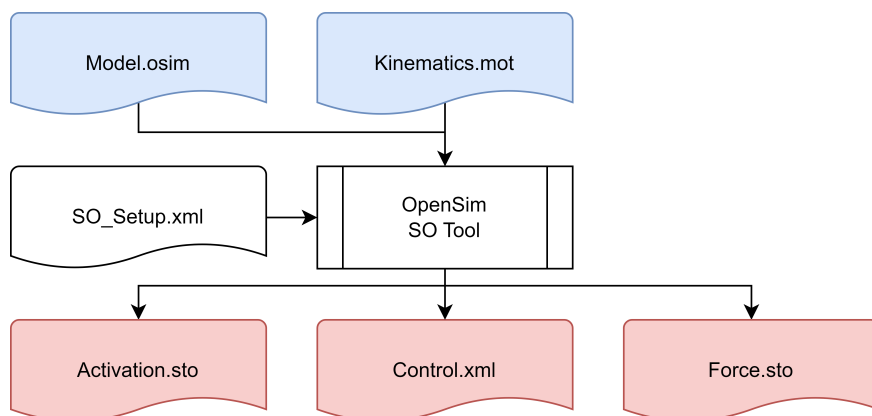 Model.osim
Kinematics.mot
SO_Setup.xml
OpenSim
SO Tool
Activation.sto
Control.xml
Force.sto